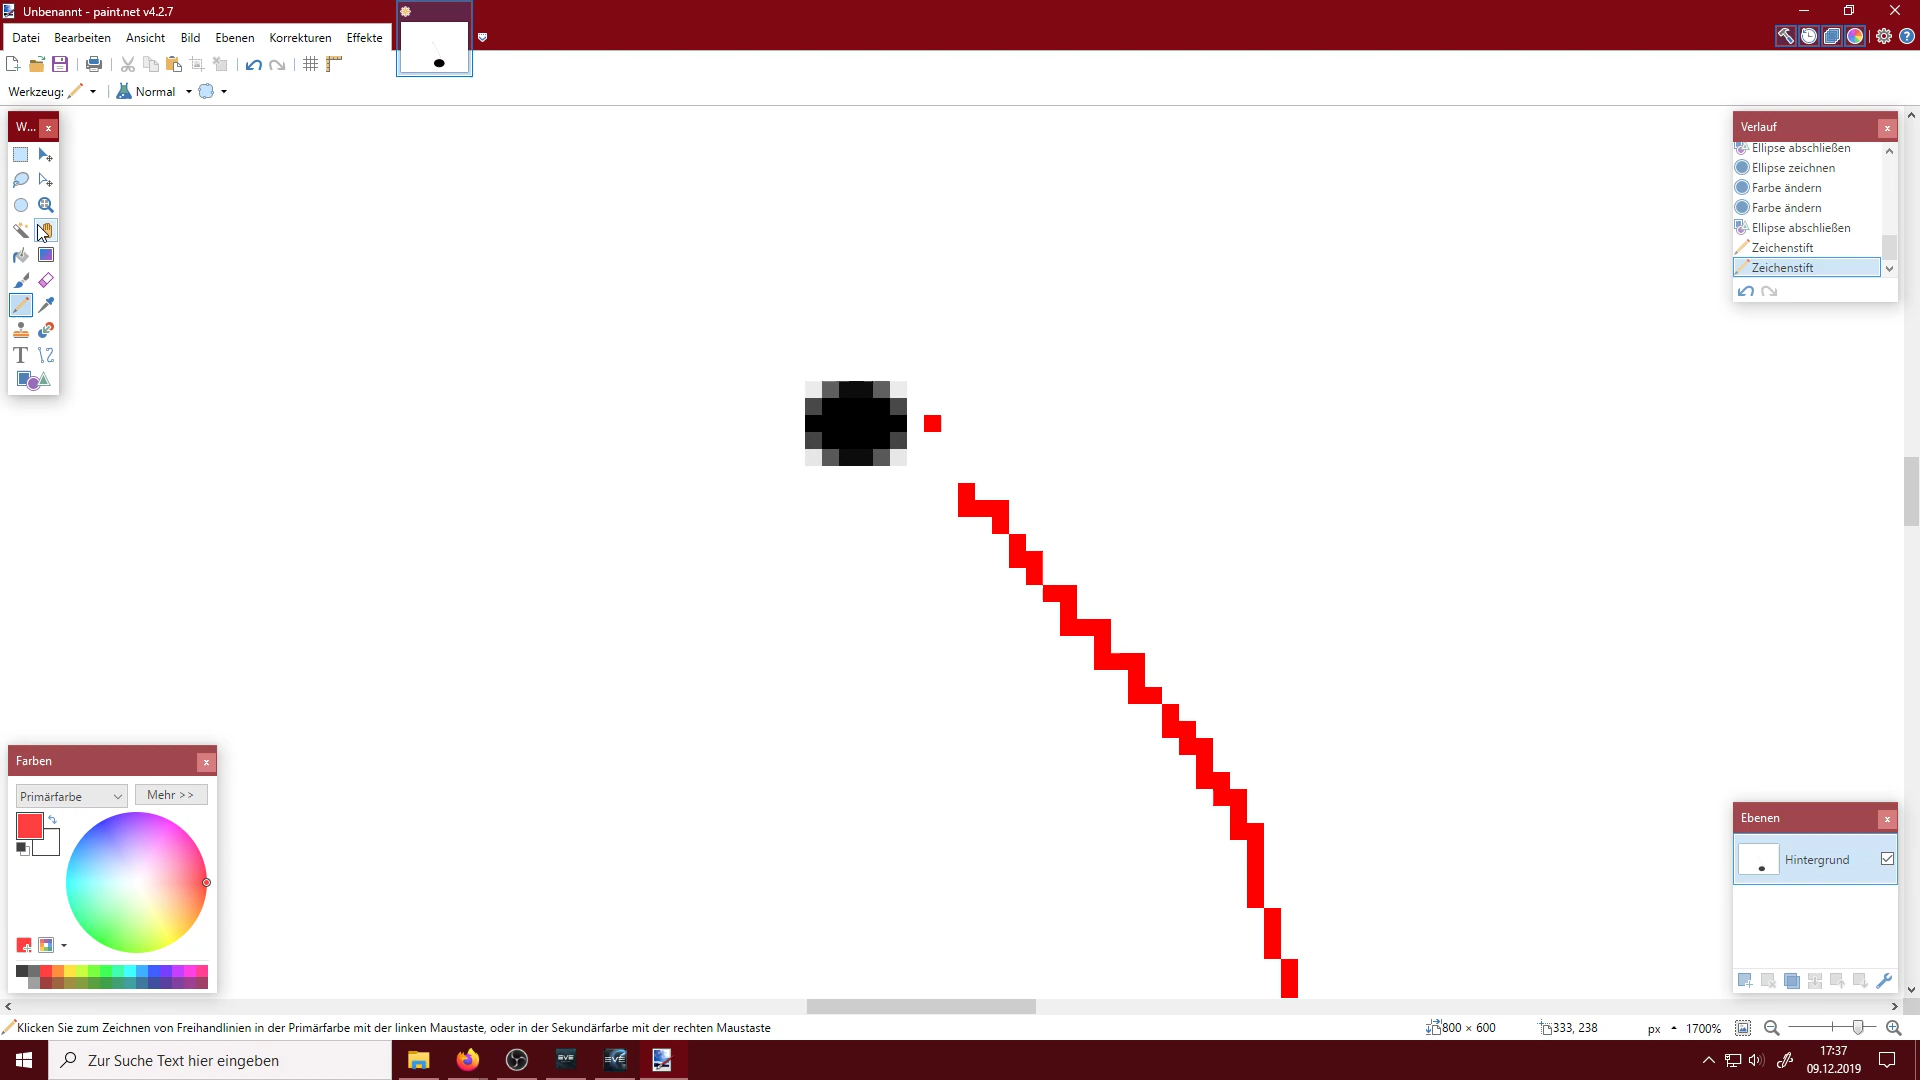 Unbenannt - paint.net v4.2.7
Datei Bearbeiten Ansicht Bild Ebenen Korrekturen Effekte
Werkzeug: Normal
W...
Verlauf
Ellipse abschließen
Ellipse zeichnen
Farbe ändern
Farbe ändern
Ellipse abschließen
Zeichenstift
Zeichenstift
Farben
Primärfarbe Mehr >>
Ebenen
Hintergrund
Klicken Sie zum Zeichnen von Freihandlinien in der Primärfarbe mit der linken Maustaste, oder in der Sekundärfarbe mit der rechten Maustaste
800 × 600 333, 238 px 1700%
Zur Suche Text hier eingeben
EVE EVE
17:37
09.12.2019